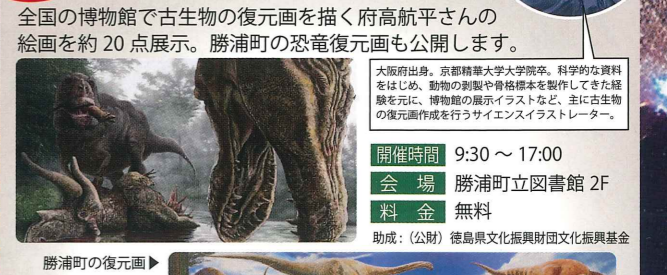 全国の博物館で古生物の復元画を描く府高航平さんの
絵画を約 20 点展示。勝浦町の恐竜復元画も公開します。
大阪府出身。京都精華大学大学院卒。科学的な資料
をはじめ、動物の剥製や骨格標本を製作してきた経
験を元に、博物館の展示イラストなど、主に古生物
の復元画作成を行うサイエンスイラストレーター。
開催時間 9:30 ～ 17:00
会　場 勝浦町立図書館 2F
料　金 無料
助成：（公財）徳島県文化振興財団文化振興基金
勝浦町の復元画▶